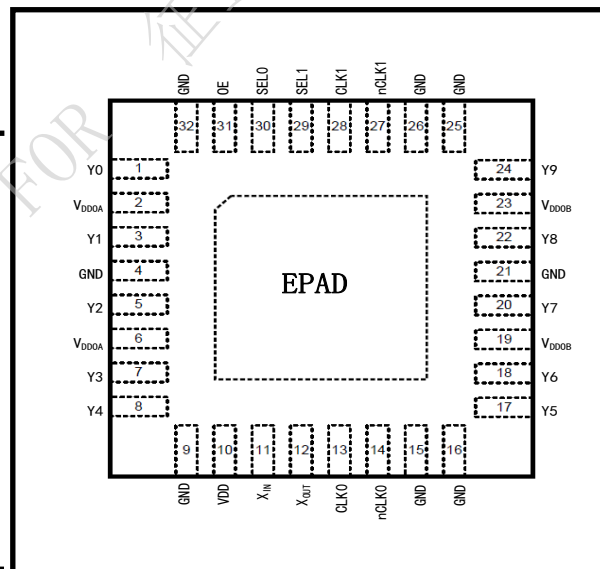 FOR 征
GND OE SEL0 SEL1 CLK1 nCLK1 GND GND
32 31 30 29 28 27 26 25
Y0 1 24 Y9
VDDOA 2 23 VDDOB
Y1 3 22 Y8
GND 4 21 GND
EPAD
Y2 5 20 Y7
VDDOA 6 19 VDDOB
Y3 7 18 Y6
Y4 8 17 Y5
9 10 11 12 13 14 15 16
GND VDD XIN XOUT CLK0 nCLK0 GND GND